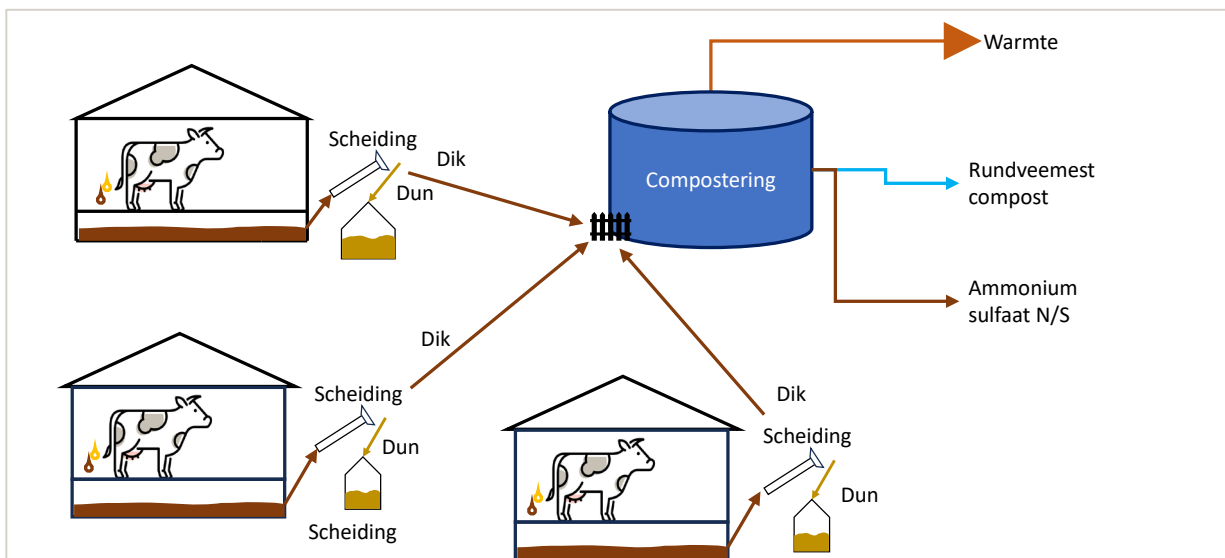 Warmte
Scheiding
Dik
Dun
Compostering
Rundveemest
compost
Ammonium
sulfaat N/S
Dik
Scheiding
Dun
Scheiding
Dik
Scheiding
Dun